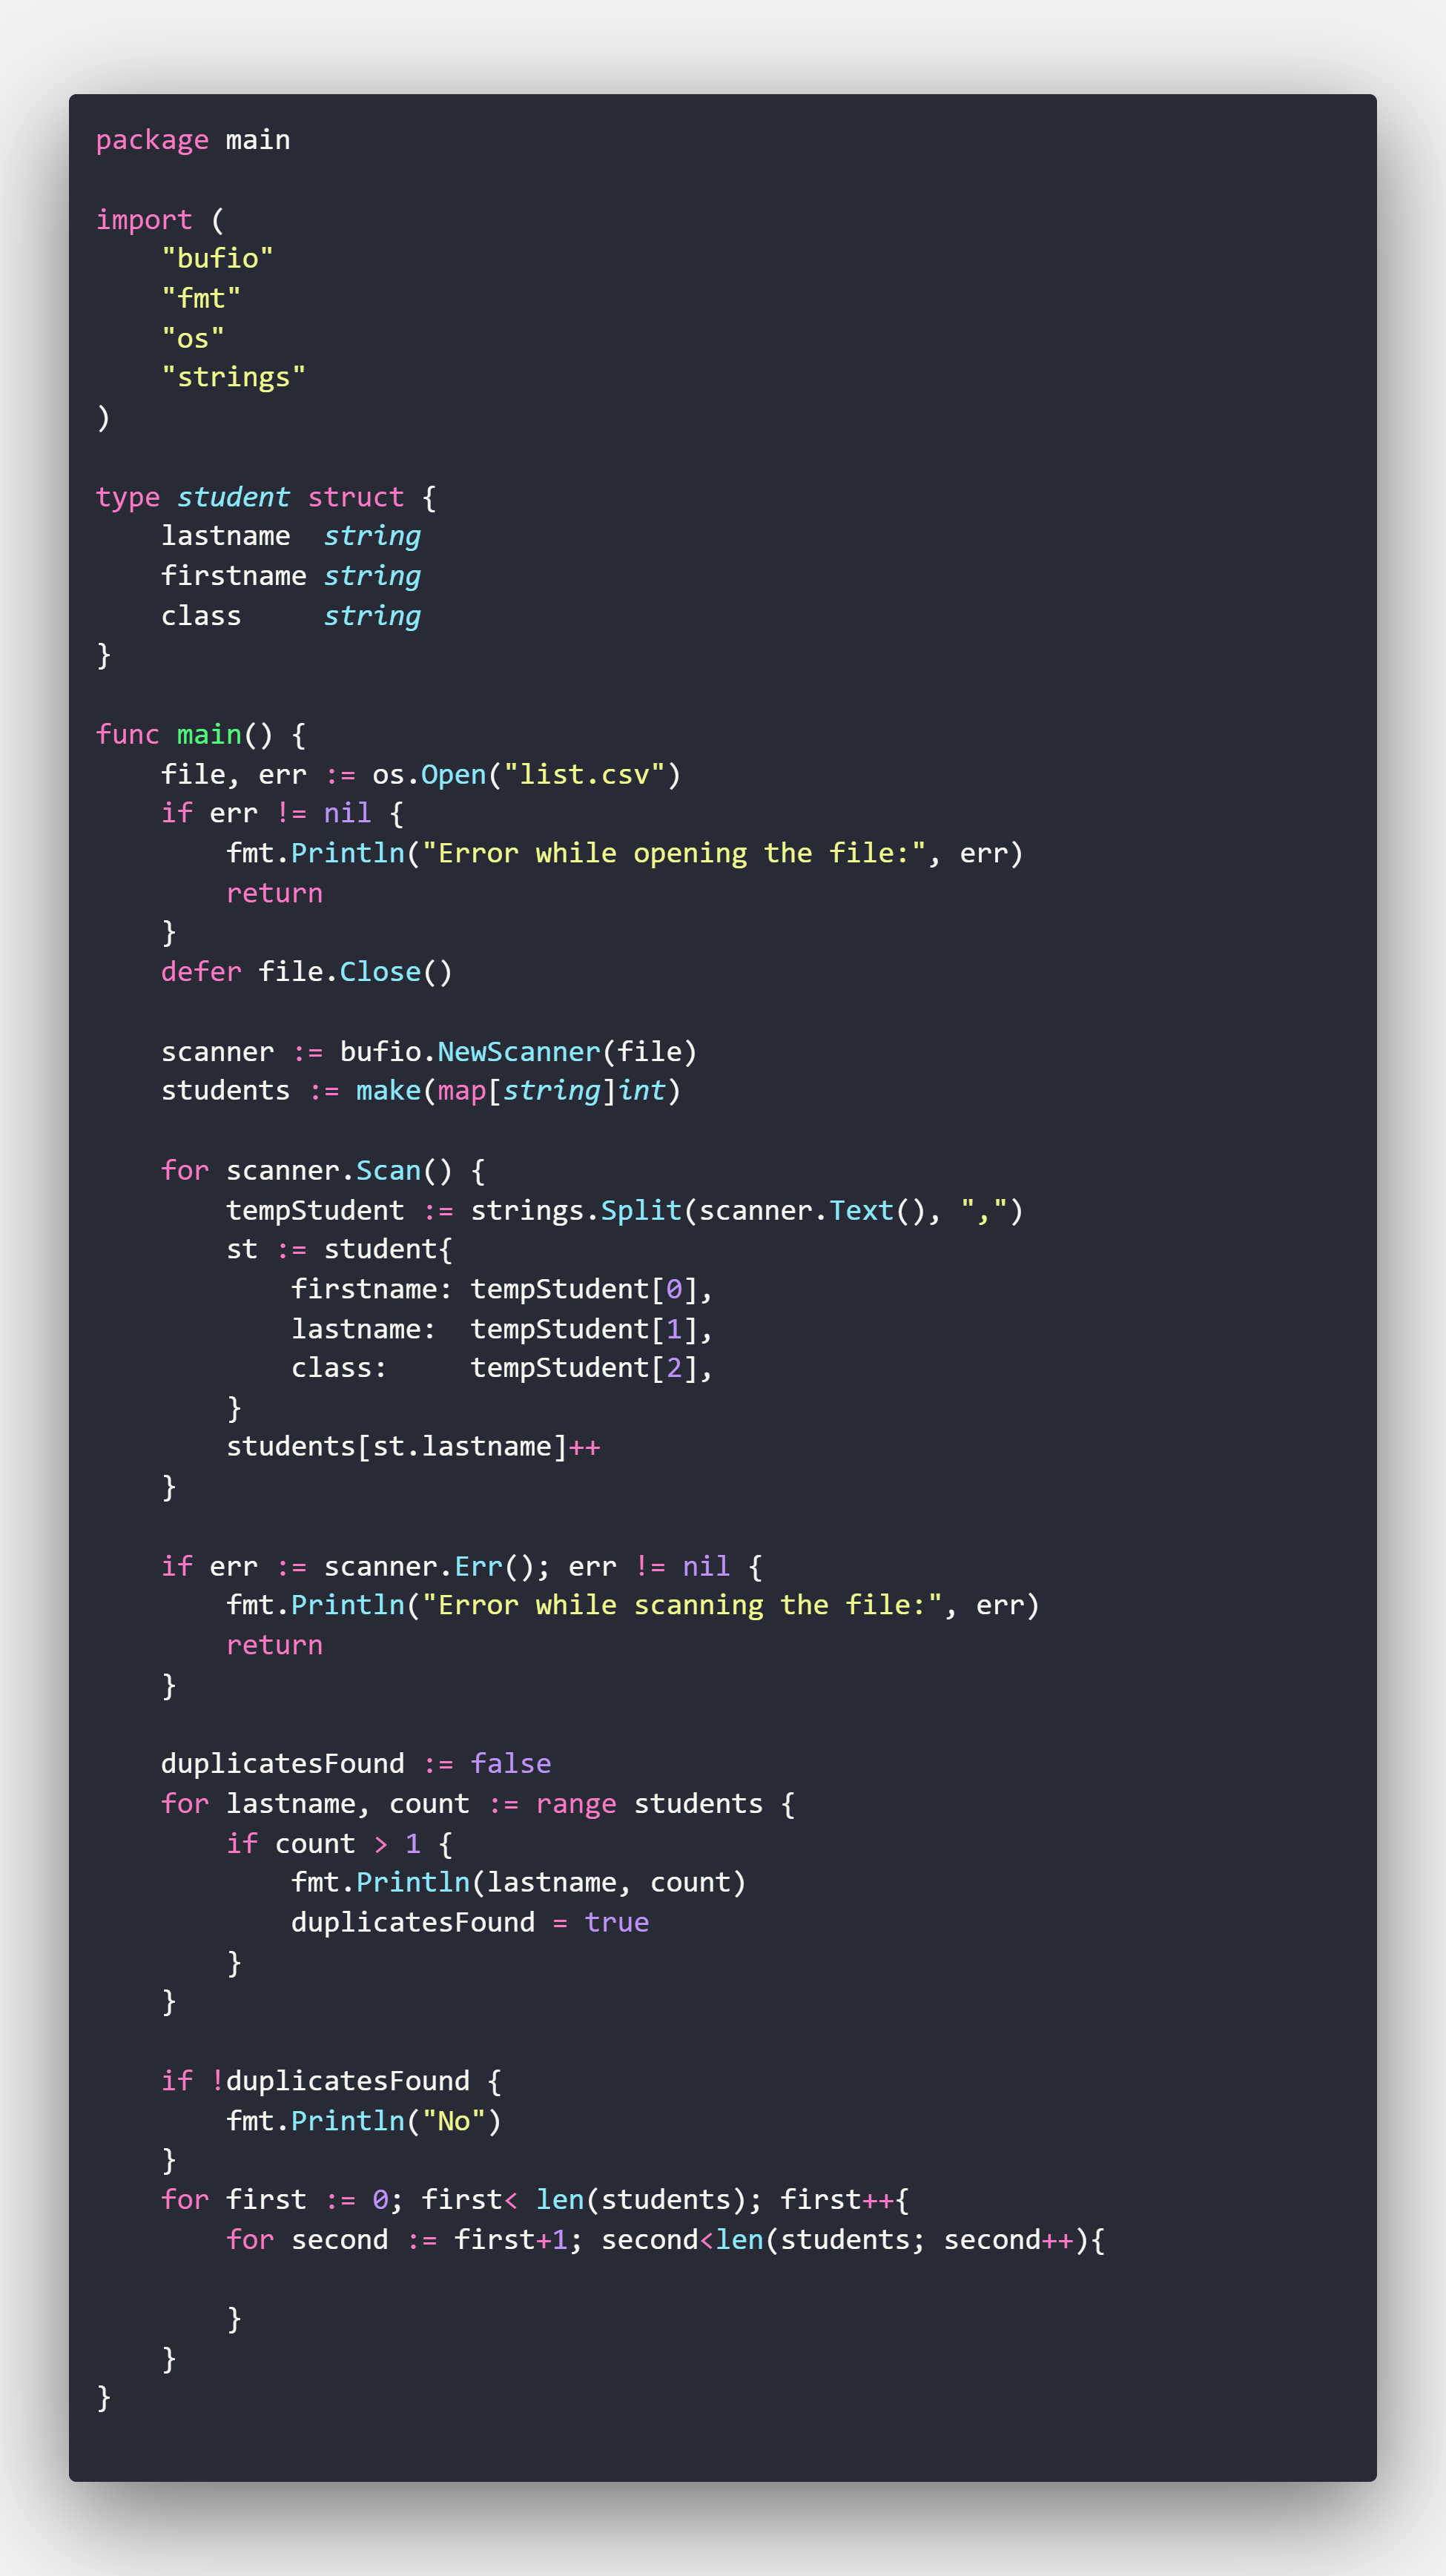 package main
import (
"bufio"
"fmt"
"os"
"strings"
)
type student struct {
lastname  string
firstname string
class     string
}
func main() {
file, err := os.Open("list.csv")
if err != nil {
fmt.Println("Error while opening the file:", err)
return
}
defer file.Close()
scanner := bufio.NewScanner(file)
students := make(map[string]int)
for scanner.Scan() {
tempStudent := strings.Split(scanner.Text(), ",")
st := student{
firstname: tempStudent[0],
lastname:  tempStudent[1],
class:     tempStudent[2],
}
students[st.lastname]++
}
if err := scanner.Err(); err != nil {
fmt.Println("Error while scanning the file:", err)
return
}
duplicatesFound := false
for lastname, count := range students {
if count > 1 {
fmt.Println(lastname, count)
duplicatesFound = true
}
}
if !duplicatesFound {
fmt.Println("No")
}
for first := 0; first< len(students); first++{
for second := first+1; second<len(students; second++){
}
}
}